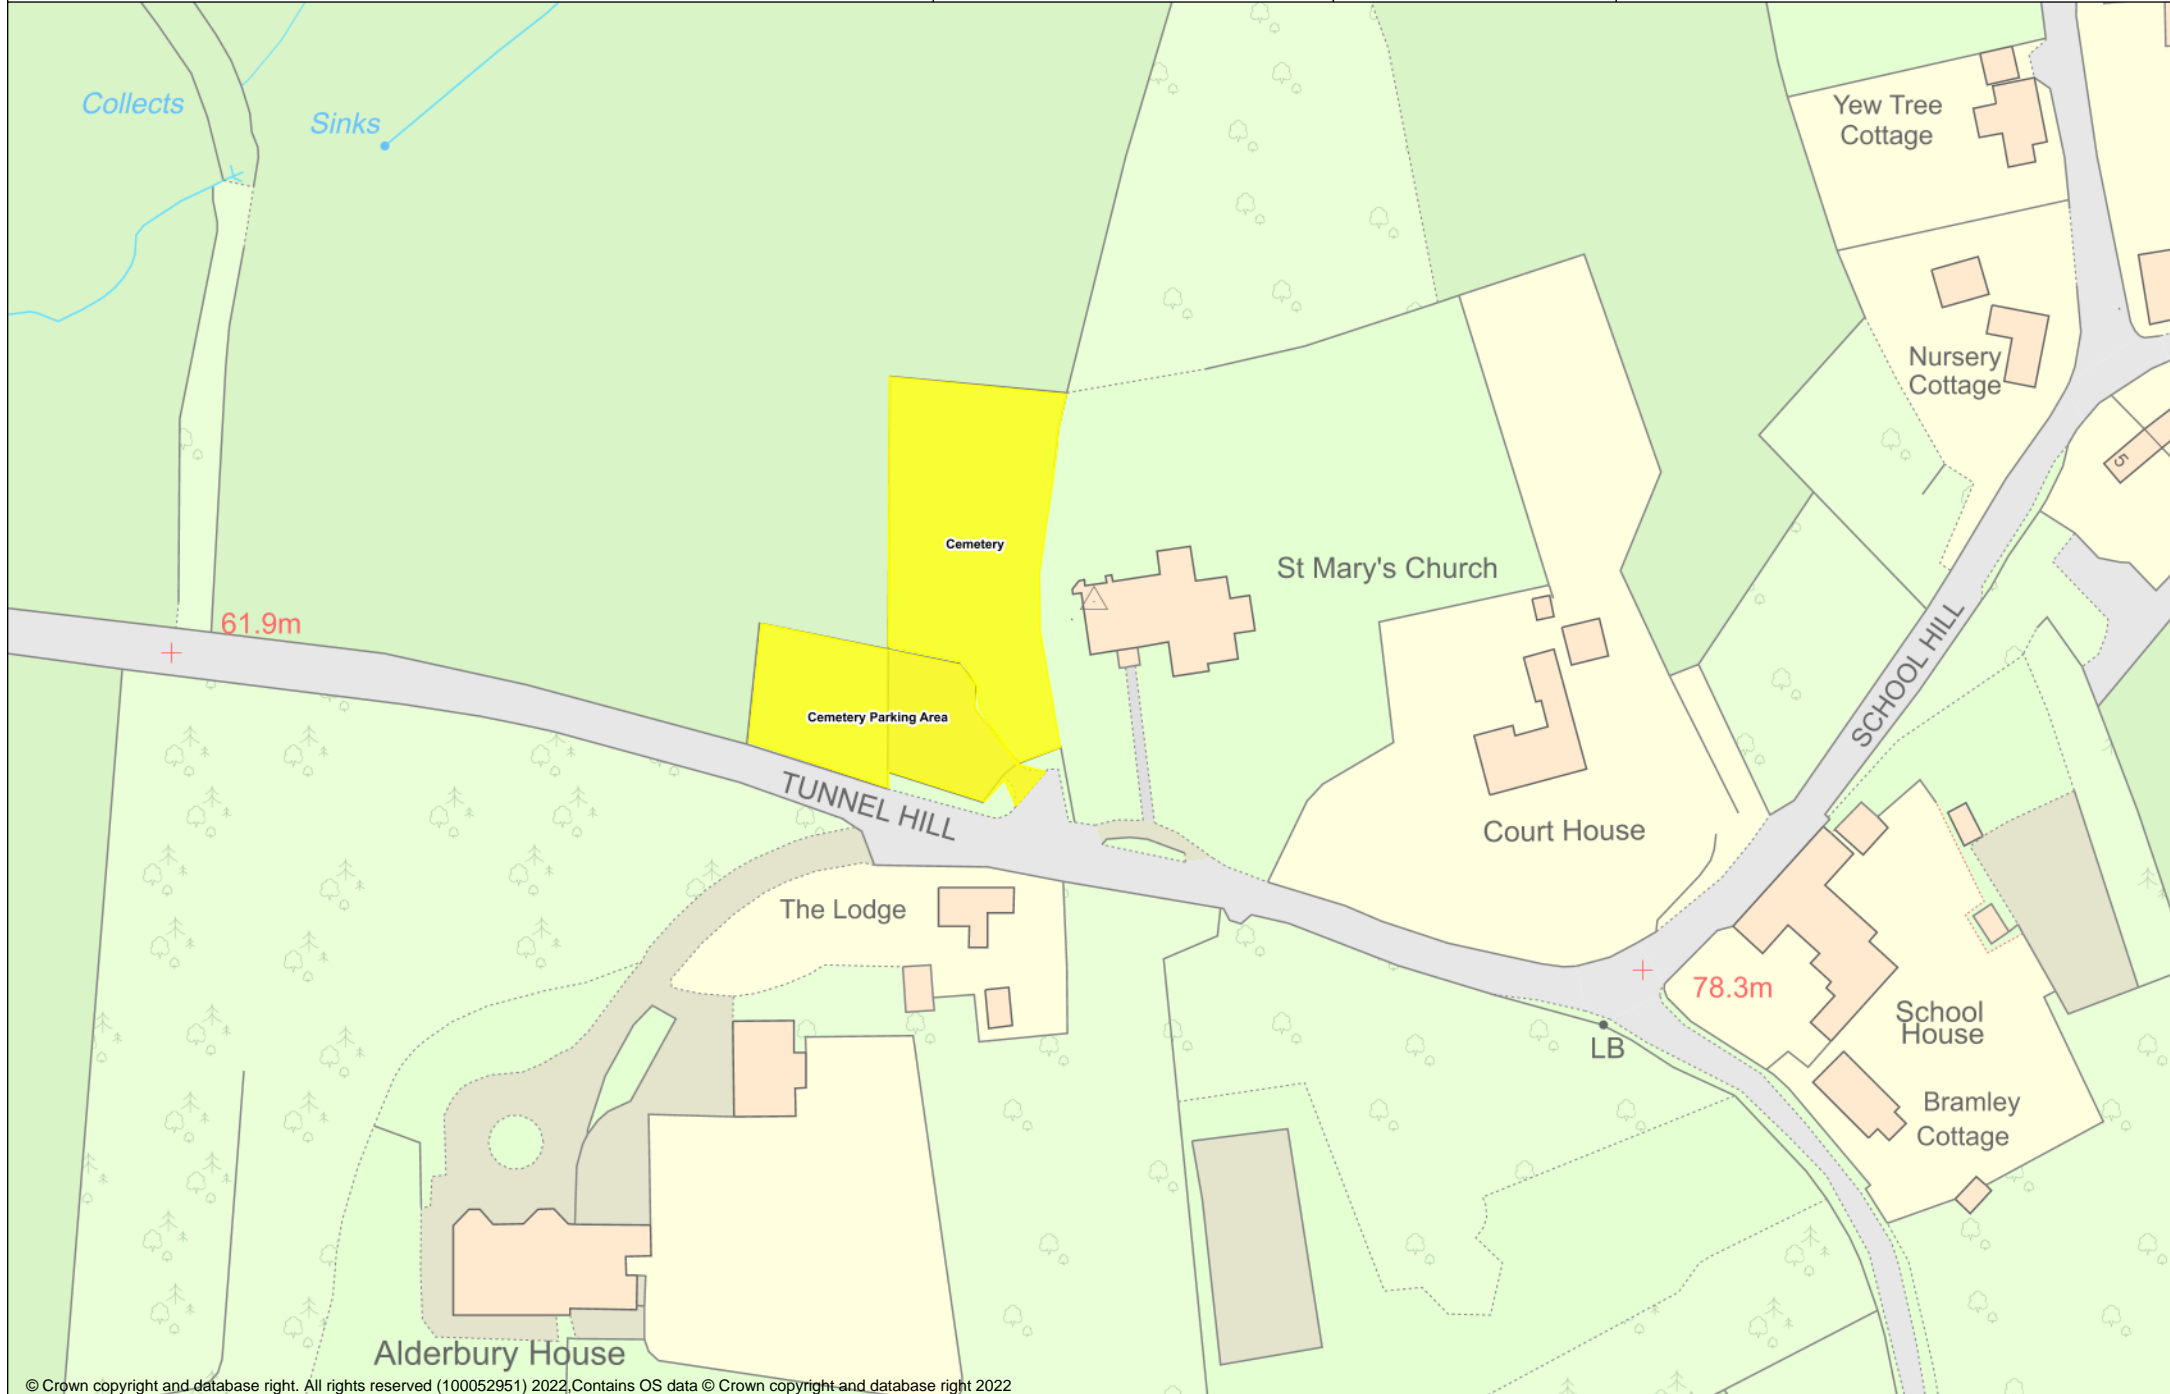 Collects
Sinks
Yew Tree
Cottage
Nursery
Cottage
5
Cemetery
St Mary's Church
61.9m
SCHOOL HILL
Cemetery Parking Area
TUNNEL HILL
Court House
The Lodge
78.3m
School
House
LB
Bramley
Cottage
Alderbury House
© Crown copyright and database right. All rights reserved (100052951) 2022,Contains OS data © Crown copyright and database right 2022